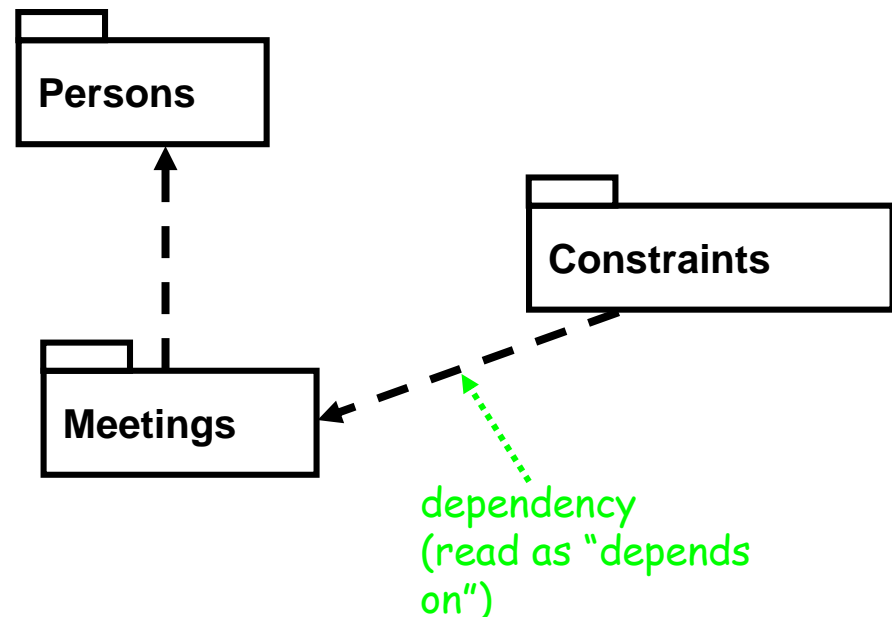 Persons
Constraints
Meetings
dependency
(read as “depends
on”)